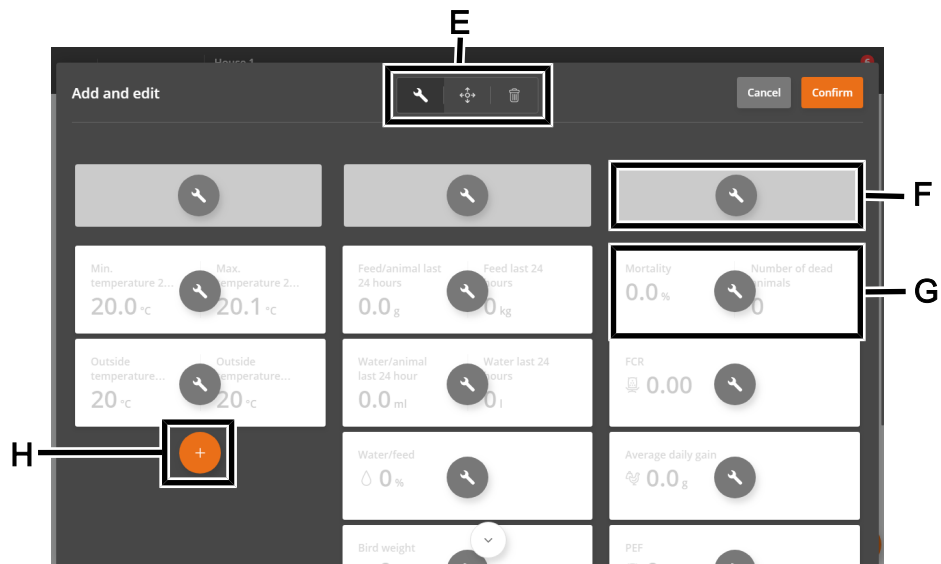 E
House 1
6
Add and edit
Cancel
Confirm
F
Min.
temperature 2...
20.0 °C
Max.
temperature 2...
20.1 °C
Feed/animal last
24 hours
0.0 g
Feed last 24
hours
0 kg
Mortality
0.0 %
Number of dead
animals
0
G
Outside
temperature...
20 °C
Outside
temperature...
20 °C
Water/animal
last 24 hour
0.0 ml
Water last 24
hours
0 l
FCR
0.00
H
+
Water/feed
0 %
Average daily gain
0.0 g
Bird weight
PEF